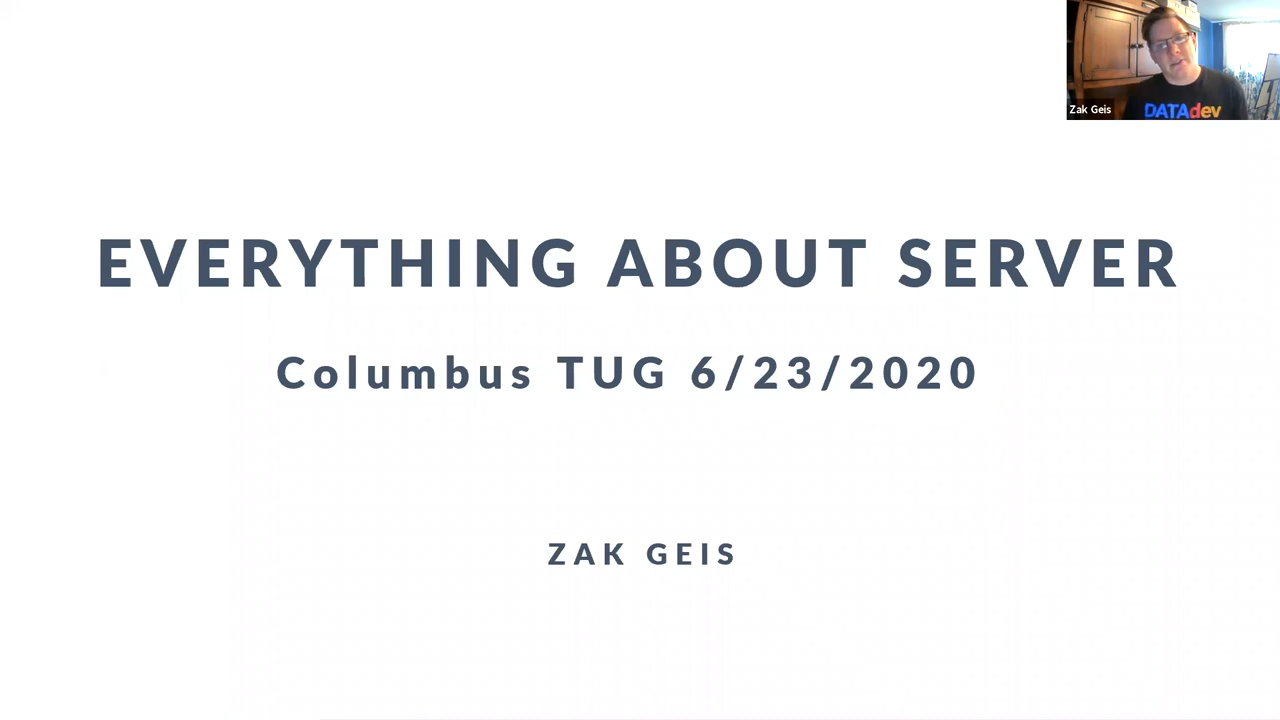 Zak Geis
DATAdev
EVERYTHING ABOUT SERVER
Columbus TUG 6/23/2020
ZAK GEIS